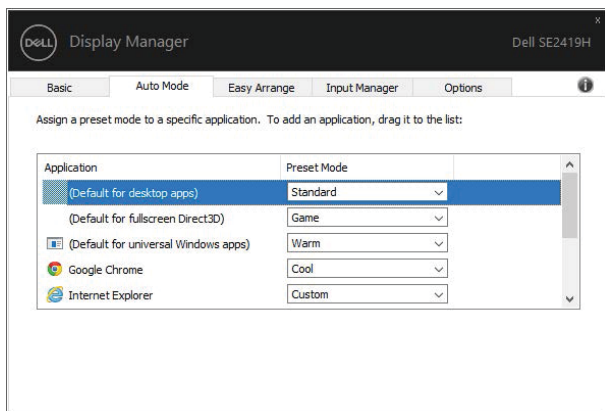 x
DELL Display Manager Dell SE2419H
Basic Auto Mode Easy Arrange Input Manager Options i
Assign a preset mode to a specific application. To add an application, drag it to the list:
Application Preset Mode
(Default for desktop apps) Standard
(Default for fullscreen Direct3D) Game
(Default for universal Windows apps) Warm
Google Chrome Cool
Internet Explorer Custom